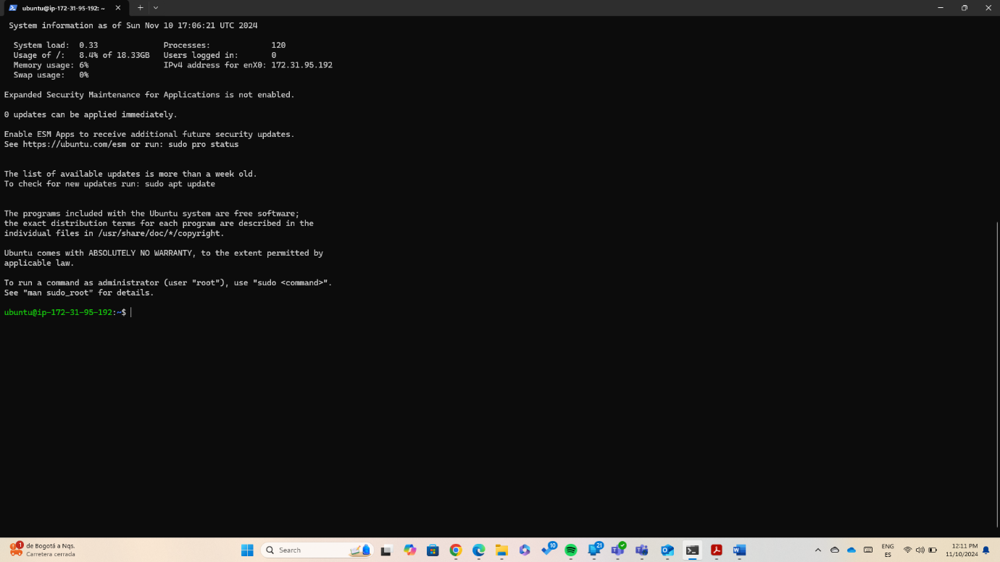 ubuntu@ip-172-31-95-192: ~
System information as of Sun Nov 10 17:06:21 UTC 2024
System load:  0.33                Processes:             120
Usage of /:   8.4% of 18.33GB   Users logged in:       0
Memory usage: 6%                IPv4 address for enX0: 172.31.95.192
Swap usage:   0%
Expanded Security Maintenance for Applications is not enabled.
0 updates can be applied immediately.
Enable ESM Apps to receive additional future security updates.
See https://ubuntu.com/esm or run: sudo pro status
The list of available updates is more than a week old.
To check for new updates run: sudo apt update
The programs included with the Ubuntu system are free software;
the exact distribution terms for each program are described in the
individual files in /usr/share/doc/*/copyright.
Ubuntu comes with ABSOLUTELY NO WARRANTY, to the extent permitted by
applicable law.
To run a command as administrator (user "root"), use "sudo <command>".
See "man sudo_root" for details.
ubuntu@ip-172-31-95-192:~$
1
de Bogotá a Nqs.
Carretera cerrada
Search
10
21
ENG
ES
12:11 PM
11/10/2024